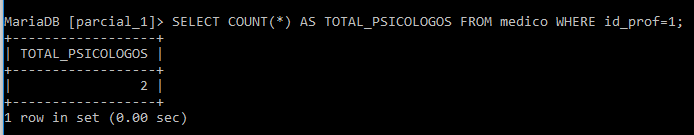 MariaDB [parcial_1]> SELECT COUNT(*) AS TOTAL_PSICOLOGOS FROM medico WHERE id_prof=1;
+------------------+
| TOTAL_PSICOLOGOS |
+------------------+
|                2 |
+------------------+
1 row in set (0.00 sec)